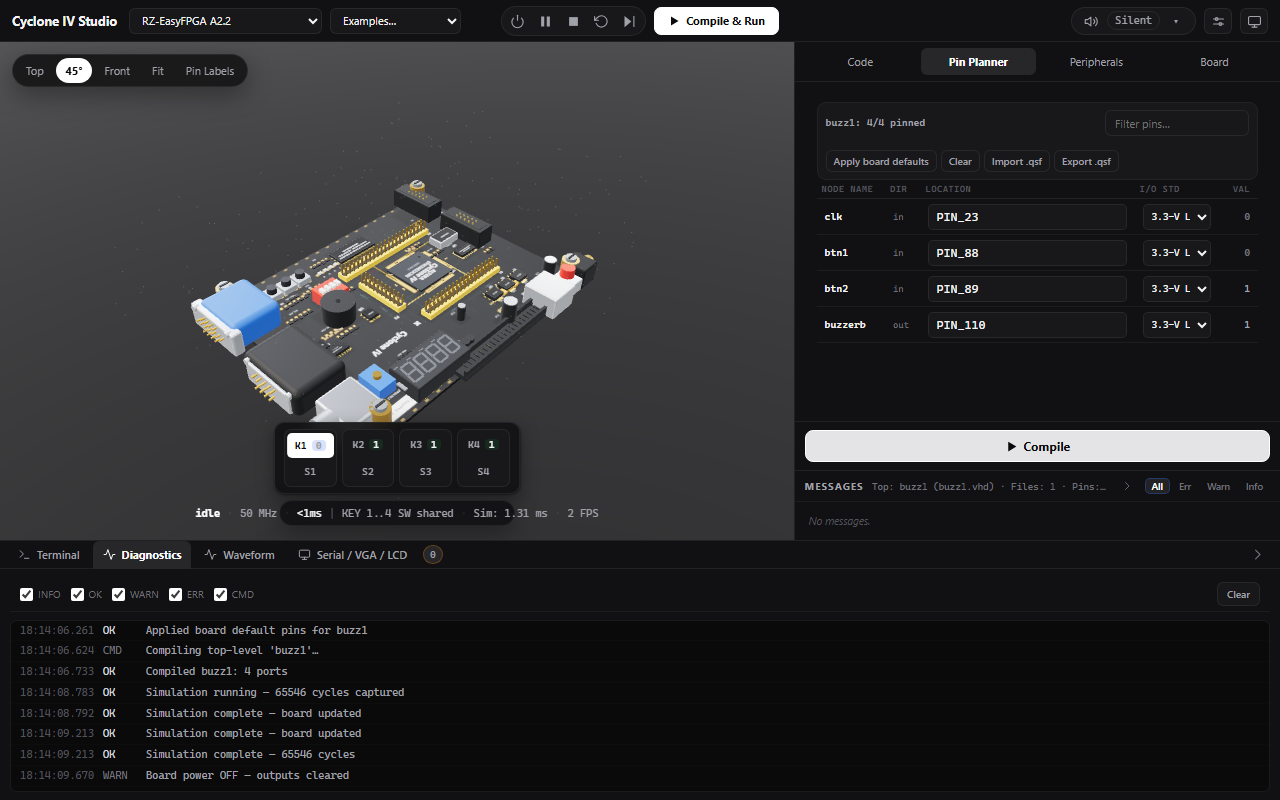 Cyclone IV Studio RZ-EasyFPGA A2.2 Examples... Compile & Run Silent
Top 45° Front Fit Pin Labels
Code Pin Planner Peripherals Board
buzz1: 4/4 pinned Filter pins...
Apply board defaults Clear Import .qsf Export .qsf
NODE NAME DIR LOCATION I/O STD VAL
clk in PIN_23 3.3-V L 0
btn1 in PIN_88 3.3-V L 0
btn2 in PIN_89 3.3-V L 1
buzzerb out PIN_110 3.3-V L 1
Cyclone IV
8888
K1 0 K2 1 K3 1 K4 1
S1 S2 S3 S4
idle · 50 MHz <1ms | KEY 1..4 SW shared · Sim: 1.31 ms · 2 FPS
Compile
MESSAGES Top: buzz1 (buzz1.vhd) · Files: 1 · Pins:… All Err Warn Info
No messages.
Terminal Diagnostics Waveform Serial / VGA / LCD 0
INFO OK WARN ERR CMD Clear
18:14:06.261 OK Applied board default pins for buzz1
18:14:06.624 CMD Compiling top-level 'buzz1'…
18:14:06.733 OK Compiled buzz1: 4 ports
18:14:08.783 OK Simulation running — 65546 cycles captured
18:14:08.792 OK Simulation complete — board updated
18:14:09.213 OK Simulation complete — board updated
18:14:09.213 OK Simulation complete — 65546 cycles
18:14:09.670 WARN Board power OFF — outputs cleared